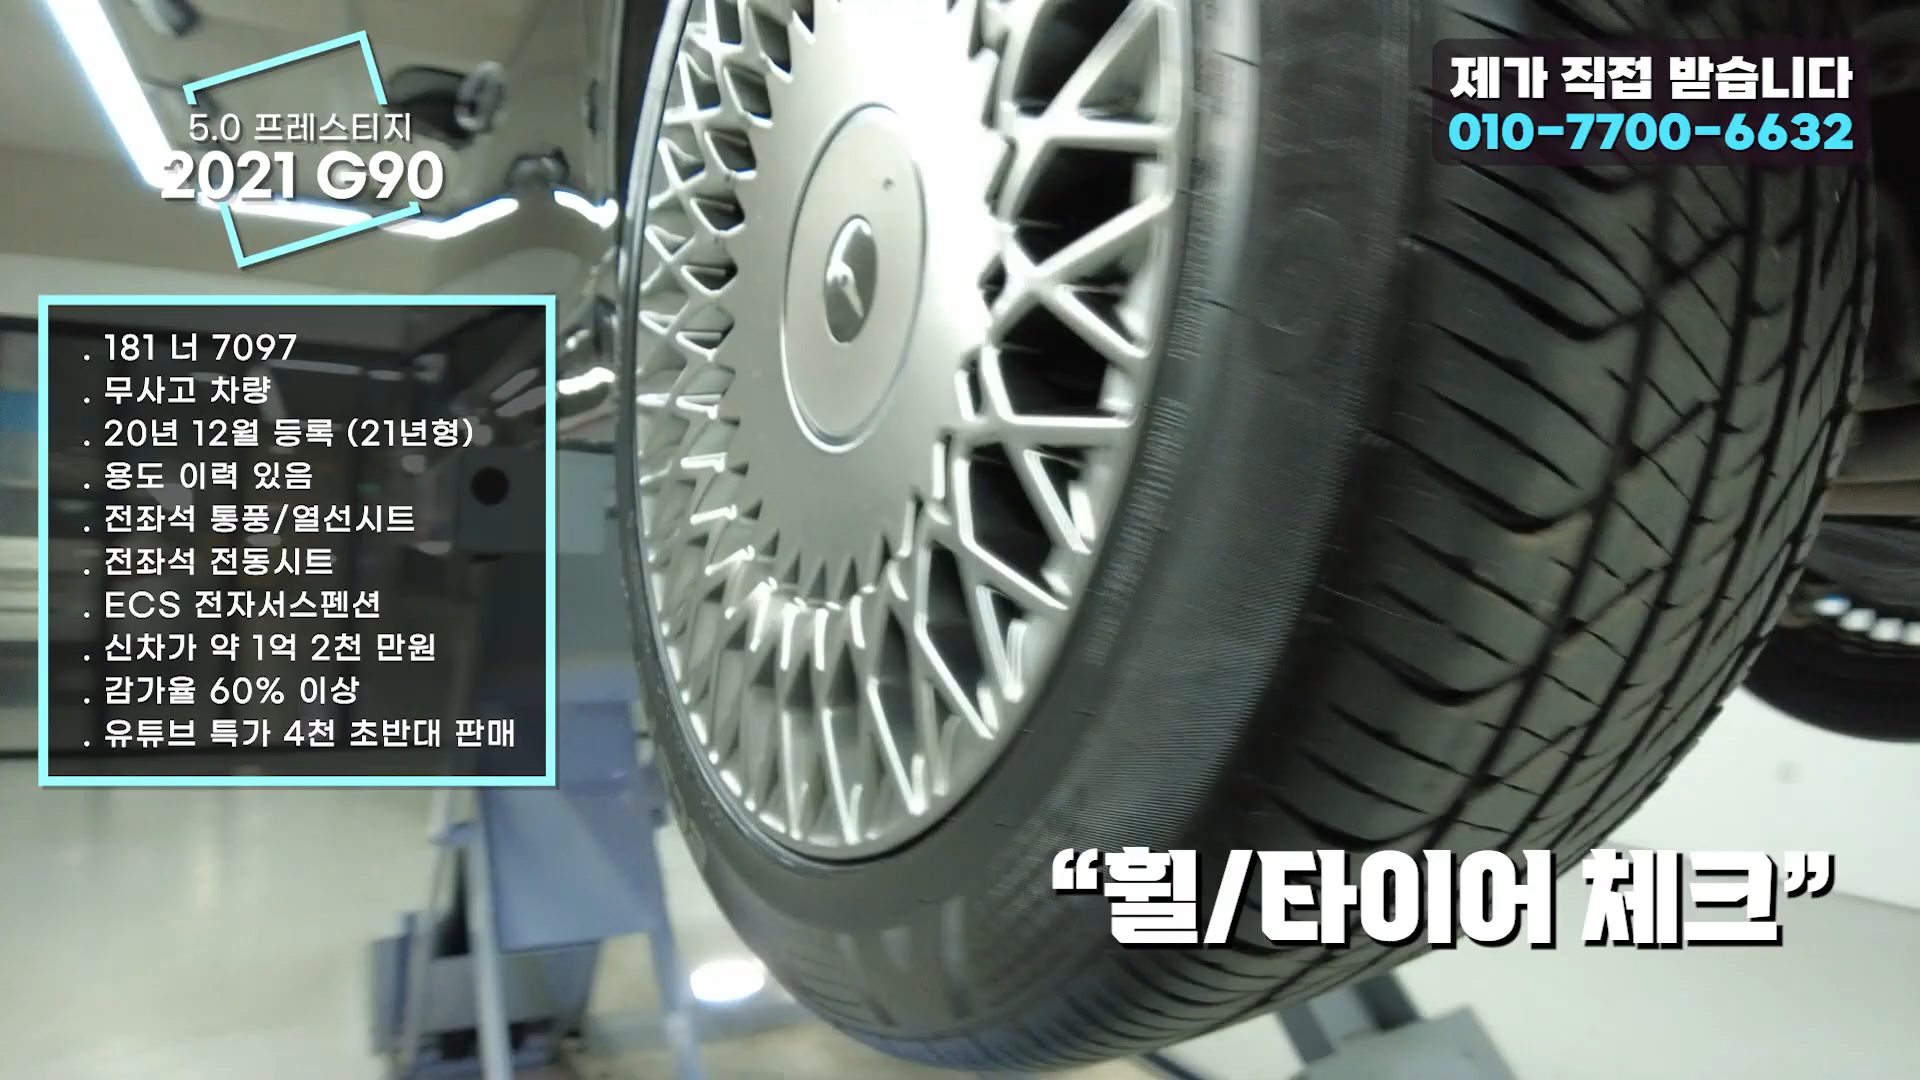 5.0 프레스티지
2021 G90
제가 직접 받습니다
010-7700-6632
. 181 너 7097
. 무사고 차량
. 20년 12월 등록 (21년형)
. 용도 이력 있음
. 전좌석 통풍/열선시트
. 전좌석 전동시트
. ECS 전자서스펜션
. 신차가 약 1억 2천 만원
. 감가율 60% 이상
. 유튜브 특가 4천 초반대 판매
“휠/타이어 체크”